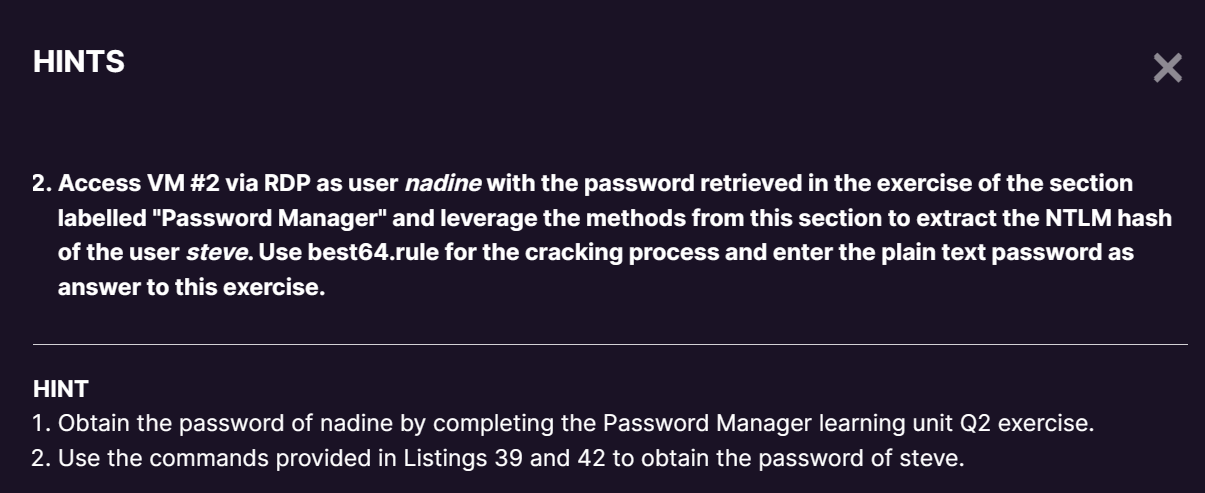 HINTS
2. Access VM #2 via RDP as user nadine with the password retrieved in the exercise of the section
labelled "Password Manager" and leverage the methods from this section to extract the NTLM hash
of the user steve. Use best64.rule for the cracking process and enter the plain text password as
answer to this exercise.
HINT
1. Obtain the password of nadine by completing the Password Manager learning unit Q2 exercise.
2. Use the commands provided in Listings 39 and 42 to obtain the password of steve.